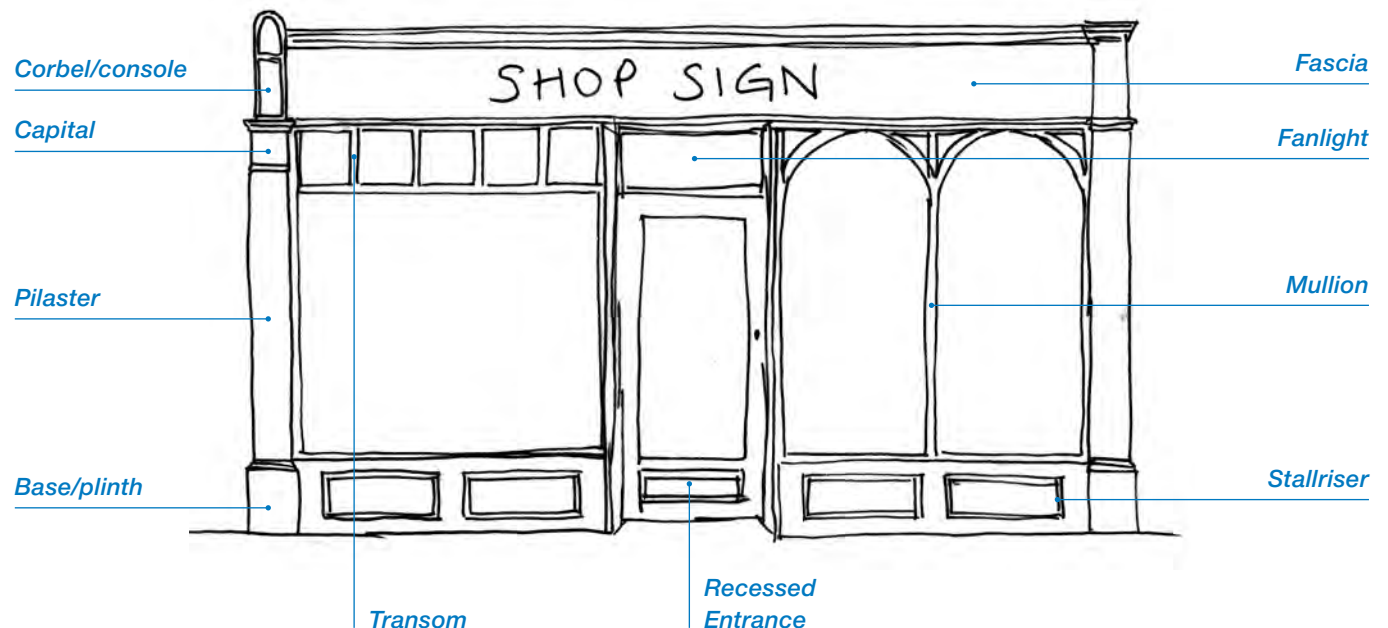 Corbel/console
SHOP SIGN
Fascia
Capital
Fanlight
Pilaster
Mullion
Base/plinth
Stallriser
Transom
Recessed
Entrance